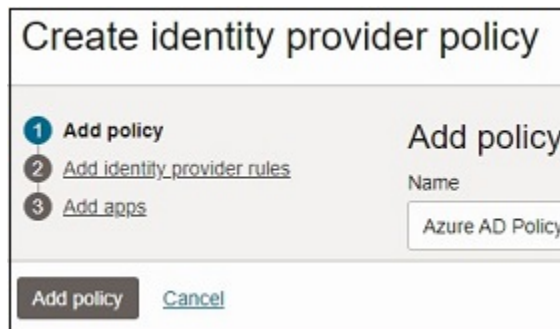 Create identity provider policy
1 Add policy
2 Add identity provider rules
3 Add apps
Add policy
Name
Azure AD Policy
Add policy Cancel